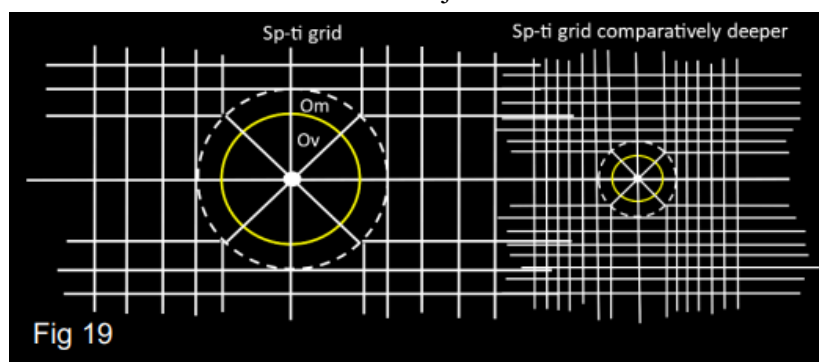 Sp-ti grid
Sp-ti grid comparatively deeper
Om
Ov
Fig 19